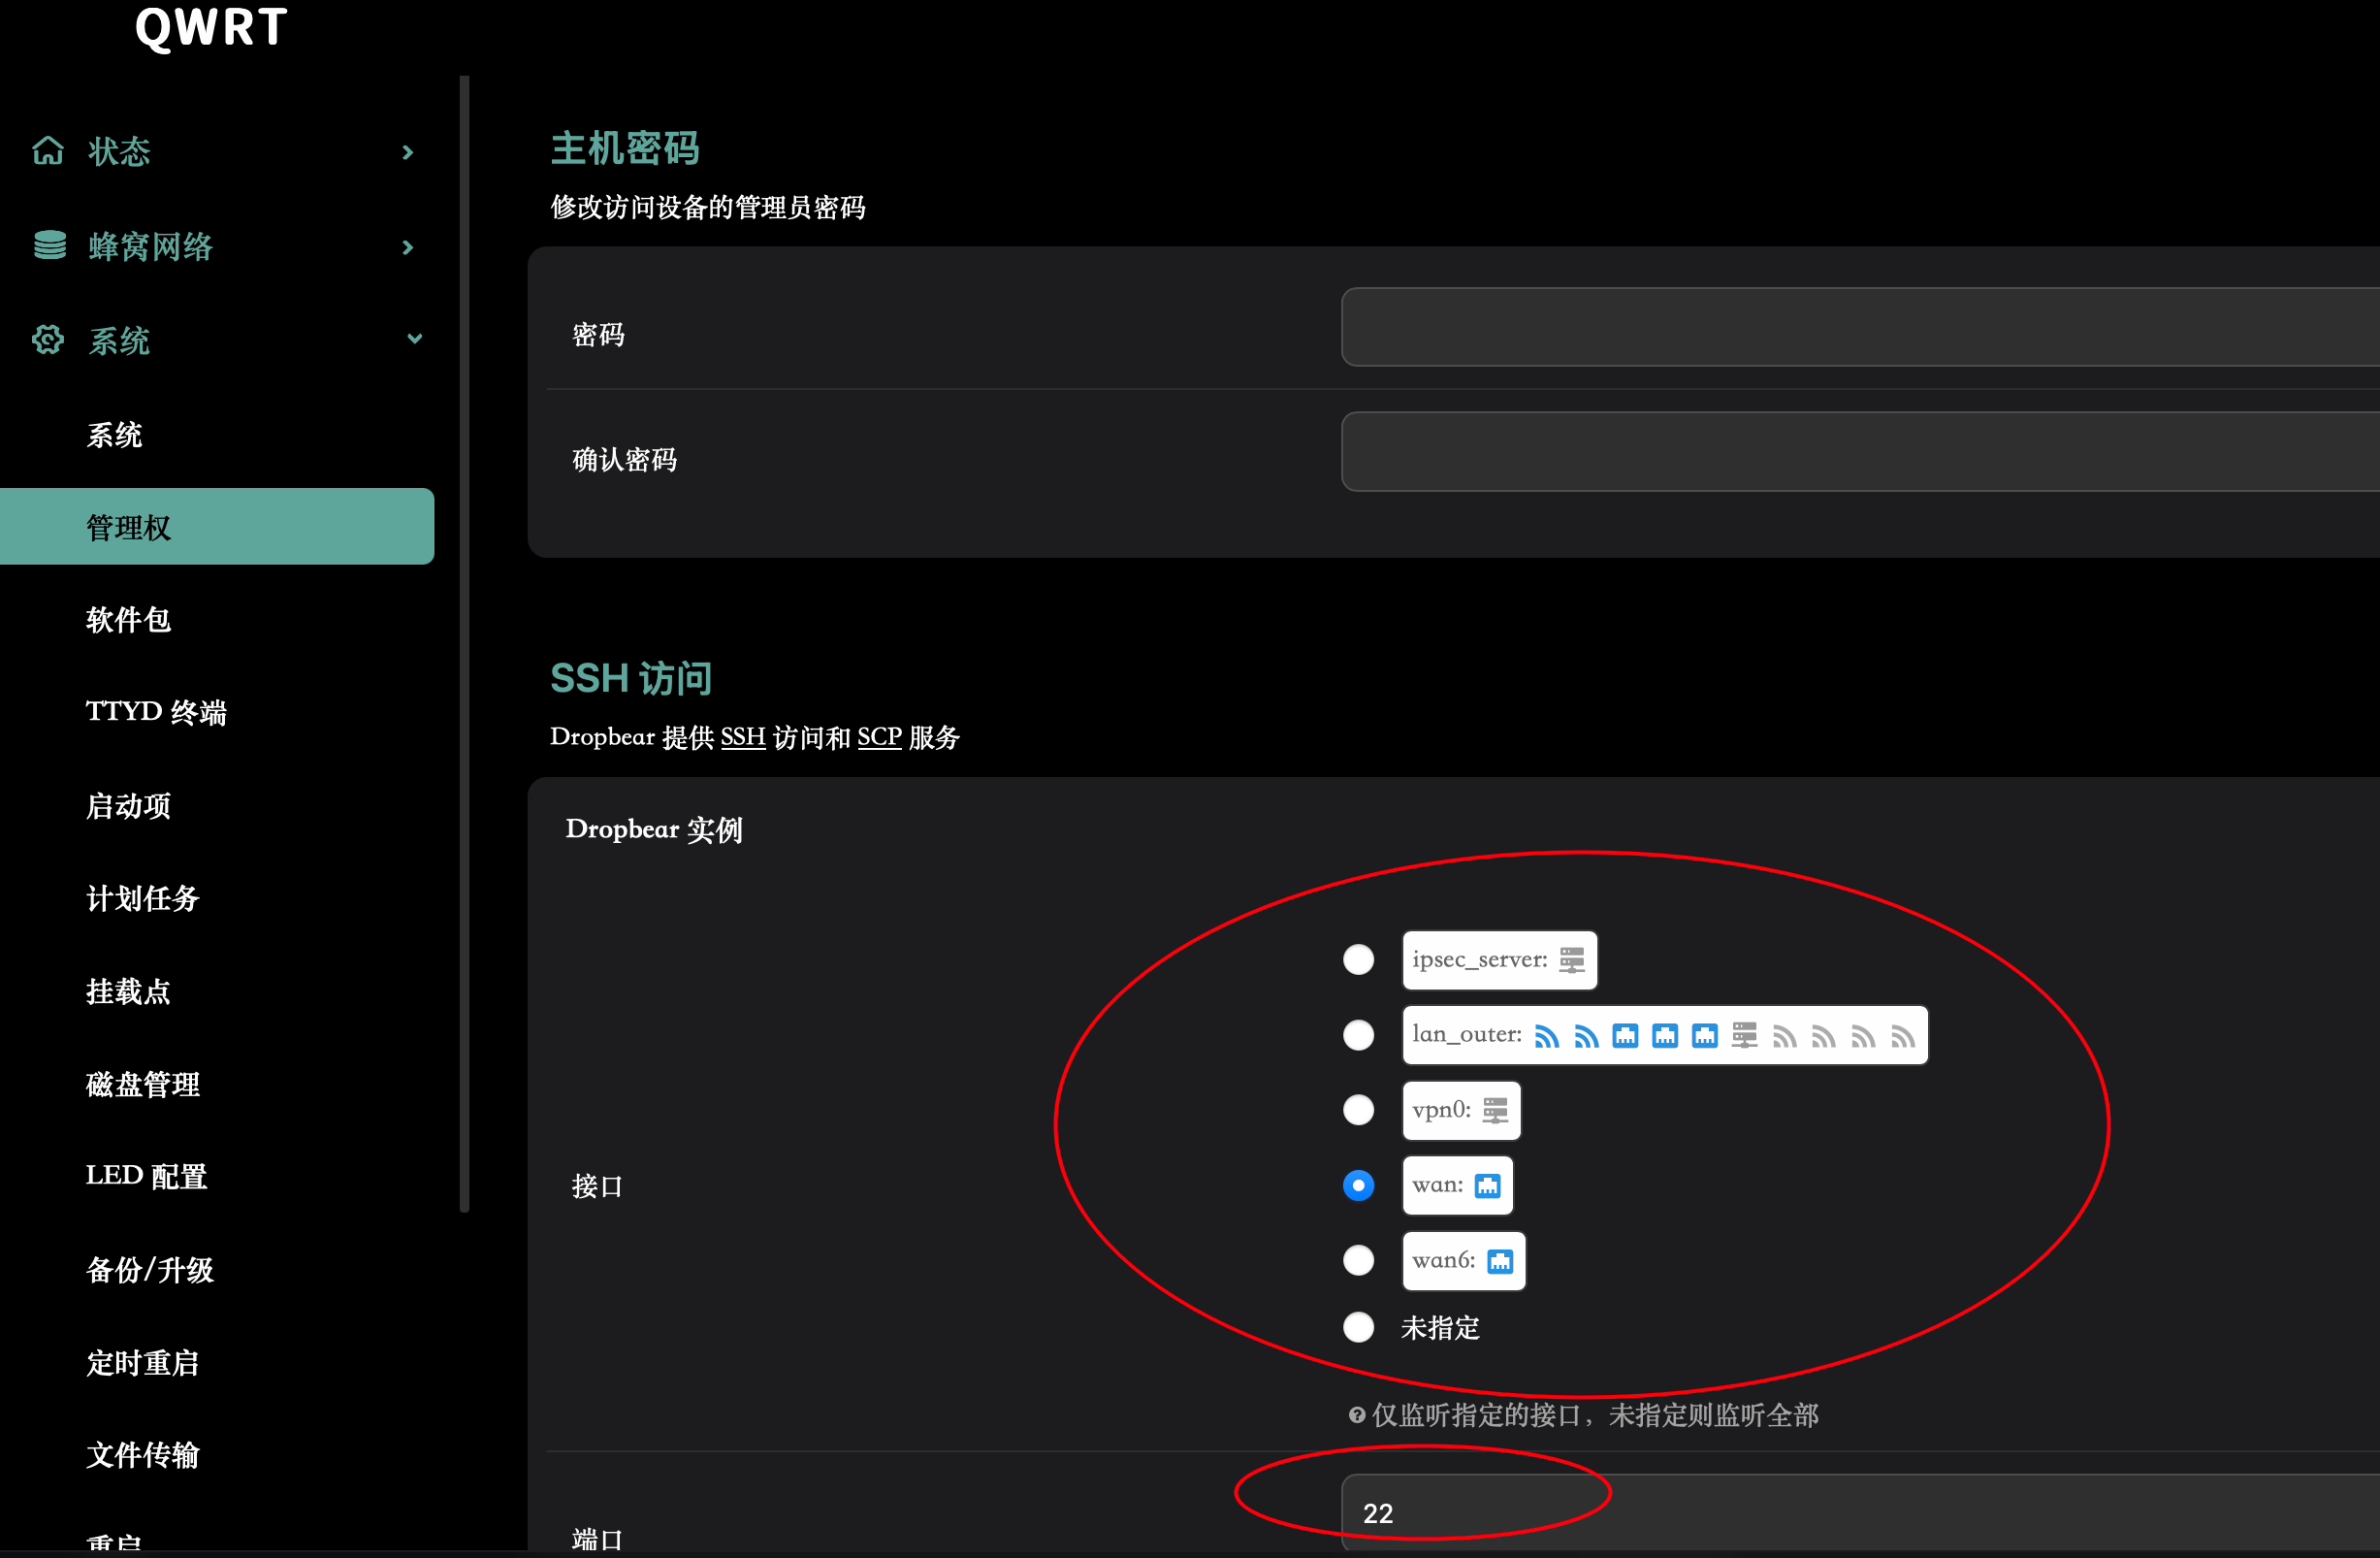 QWRT
状态
蜂窝网络
系统
系统
管理权
软件包
TTYD 终端
启动项
计划任务
挂载点
磁盘管理
LED 配置
备份/升级
定时重启
文件传输
重启
主机密码
修改访问设备的管理员密码
密码
确认密码
SSH 访问
Dropbear 提供 SSH 访问和 SCP 服务
Dropbear 实例
接口
ipsec_server:
lan_outer:
vpn0:
wan:
wan6:
未指定
仅监听指定的接口，未指定则监听全部
端口
22